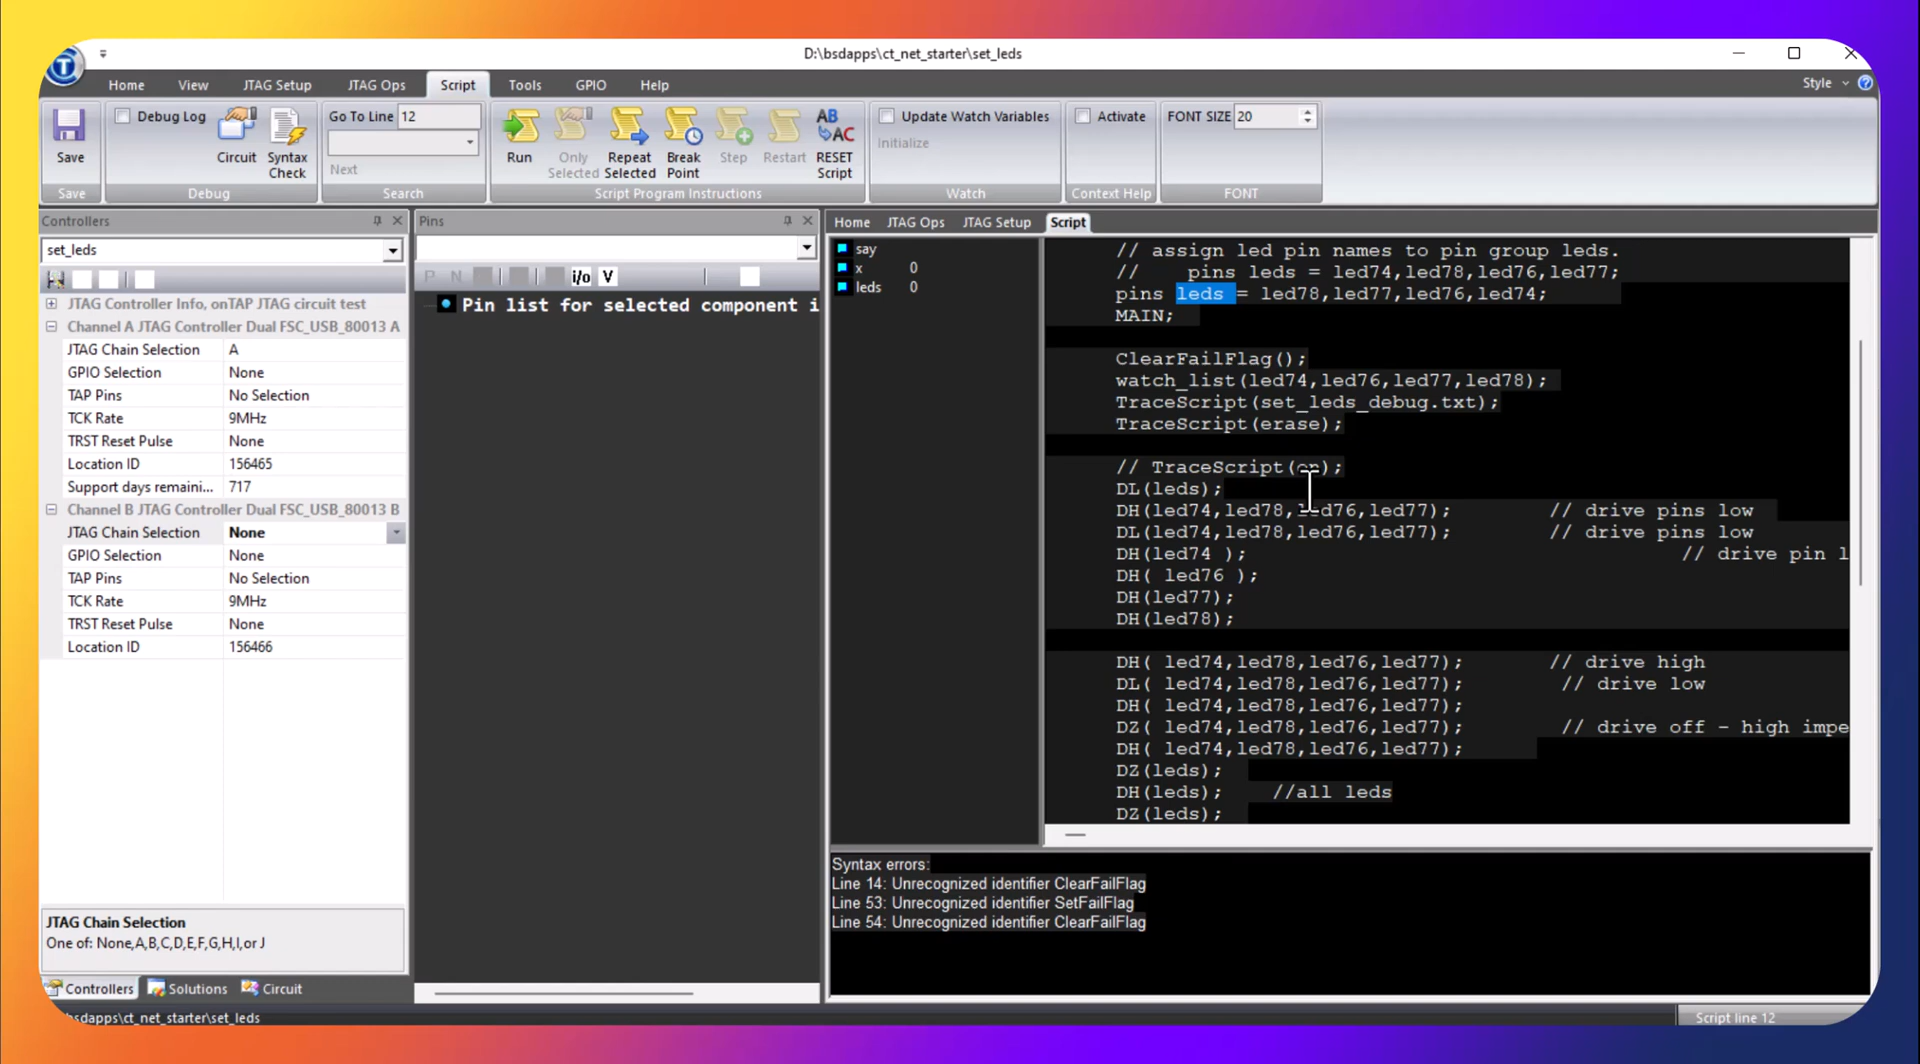 D:\bsdapps\ct_net_starter\set_leds
Home View JTAG Setup JTAG Ops Script Tools GPIO Help Style
Save
Debug Log
Circuit
Syntax Check
Go To Line 12
Next
Run
Only Selected
Repeat Selected
Break Point
Step
Restart
RESET Script
Update Watch Variables
Initialize
Activate
FONT SIZE 20
Save Debug Search Script Program Instructions Watch Context Help FONT
Controllers
set_leds
JTAG Controller Info, onTAP JTAG circuit test
Channel A JTAG Controller Dual FSC_USB_80013 A
JTAG Chain Selection A
GPIO Selection None
TAP Pins No Selection
TCK Rate 9MHz
TRST Reset Pulse None
Location ID 156465
Support days remaini... 717
Channel B JTAG Controller Dual FSC_USB_80013 B
JTAG Chain Selection None
GPIO Selection None
TAP Pins No Selection
TCK Rate 9MHz
TRST Reset Pulse None
Location ID 156466
JTAG Chain Selection
One of: None,A,B,C,D,E,F,G,H,I,or J
Controllers Solutions Circuit
Pins
P N i/o V
Pin list for selected component i
Home JTAG Ops JTAG Setup Script
say
x 0
leds 0
// assign led pin names to pin group leds.
// pins leds = led74,led78,led76,led77;
pins leds = led78,led77,led76,led74;
MAIN;
ClearFailFlag();
watch_list(led74,led76,led77,led78);
TraceScript(set_leds_debug.txt);
TraceScript(erase);
// TraceScript(on);
DL(leds);
DH(led74,led78,led76,led77); // drive pins low
DL(led74,led78,led76,led77); // drive pins low
DH(led74 ); // drive pin l
DH( led76 );
DH(led77);
DH(led78);
DH( led74,led78,led76,led77); // drive high
DL( led74,led78,led76,led77); // drive low
DH( led74,led78,led76,led77);
DZ( led74,led78,led76,led77); // drive off - high impe
DH( led74,led78,led76,led77);
DZ(leds);
DH(leds); //all leds
DZ(leds);
Syntax errors:
Line 14: Unrecognized identifier ClearFailFlag
Line 53: Unrecognized identifier SetFailFlag
Line 54: Unrecognized identifier ClearFailFlag
bsdapps\ct_net_starter\set_leds
Script line 12